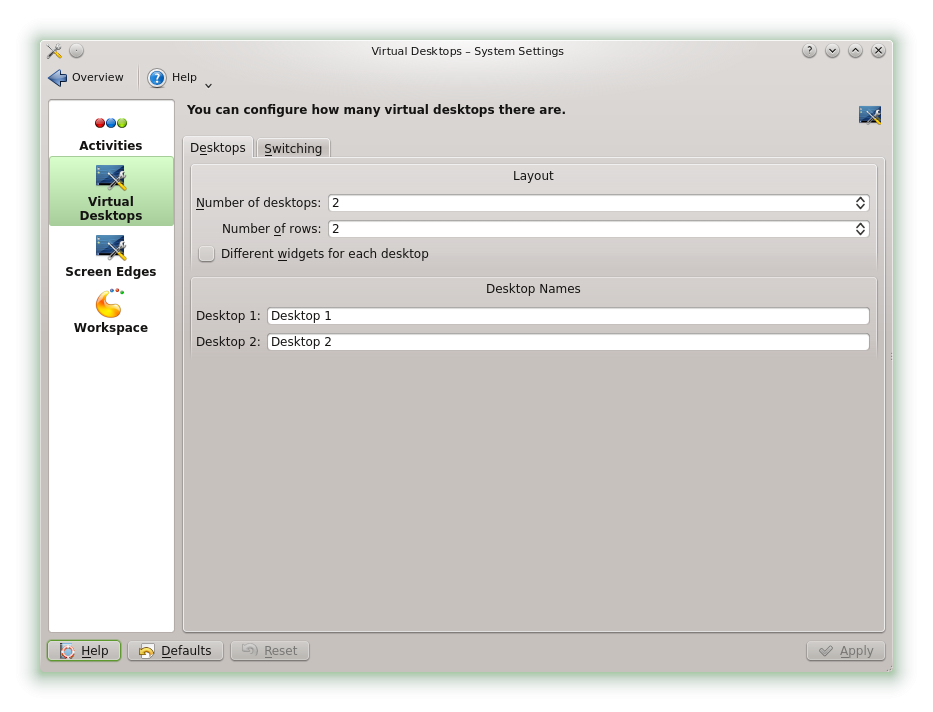 Virtual Desktops – System Settings
Overview
Help
You can configure how many virtual desktops there are.
Activities
Virtual
Desktops
Screen Edges
Workspace
Desktops
Switching
Layout
Number of desktops: 2
Number of rows: 2
Different widgets for each desktop
Desktop Names
Desktop 1: Desktop 1
Desktop 2: Desktop 2
Help
Defaults
Reset
Apply